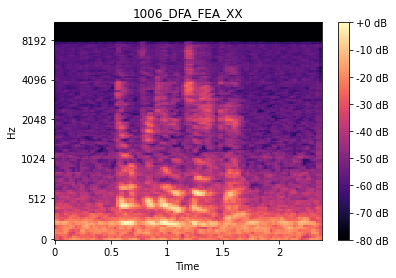 1006_DFA_FEA_XX
Hz
8192
4096
2048
1024
512
0
0
0.5
1
1.5
2
Time
+0 dB
-10 dB
-20 dB
-30 dB
-40 dB
-50 dB
-60 dB
-70 dB
-80 dB